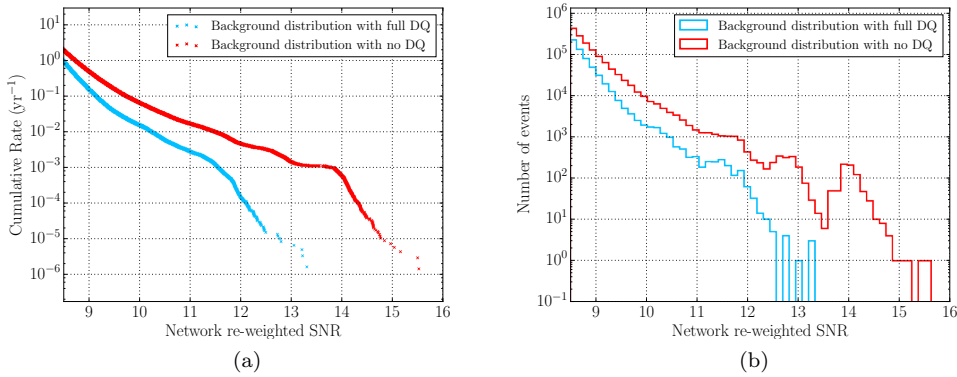 Background distribution with full DQ
Background distribution with no DQ
Cumulative Rate (yr⁻¹)
10¹
10⁰
10⁻¹
10⁻²
10⁻³
10⁻⁴
10⁻⁵
10⁻⁶
9 10 11 12 13 14 15 16
Network re-weighted SNR
(a)
Background distribution with full DQ
Background distribution with no DQ
Number of events
10⁶
10⁵
10⁴
10³
10²
10¹
10⁰
10⁻¹
9 10 11 12 13 14 15 16
Network re-weighted SNR
(b)